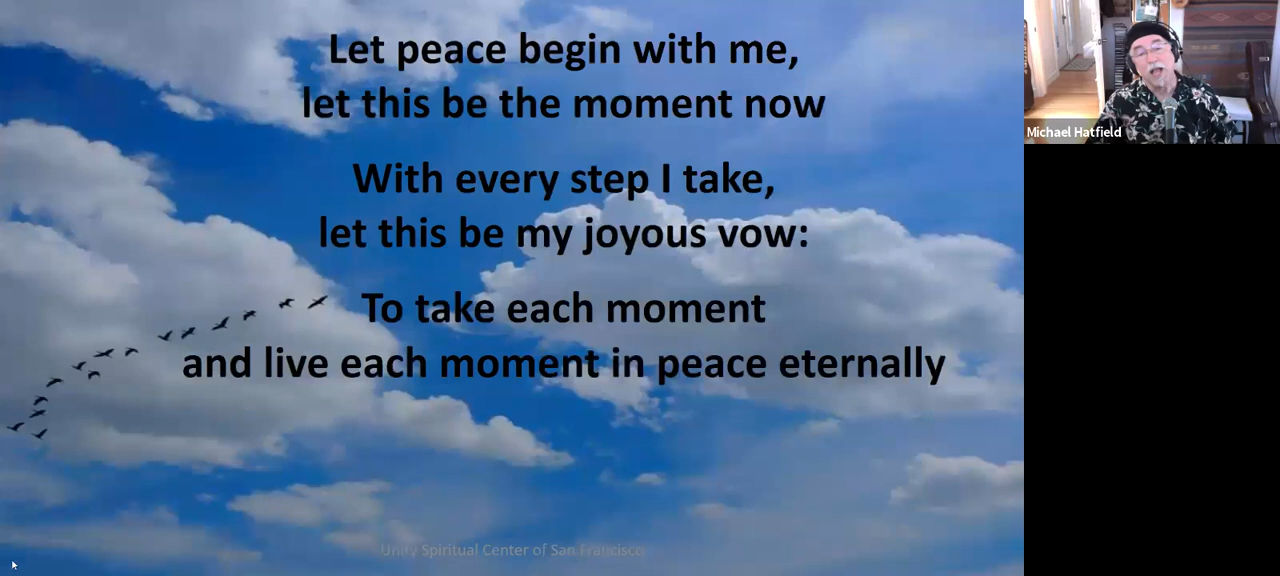 Let peace begin with me,
let this be the moment now
With every step I take,
let this be my joyous vow:
To take each moment
and live each moment in peace eternally
Unity Spiritual Center of San Francisco
Michael Hatfield